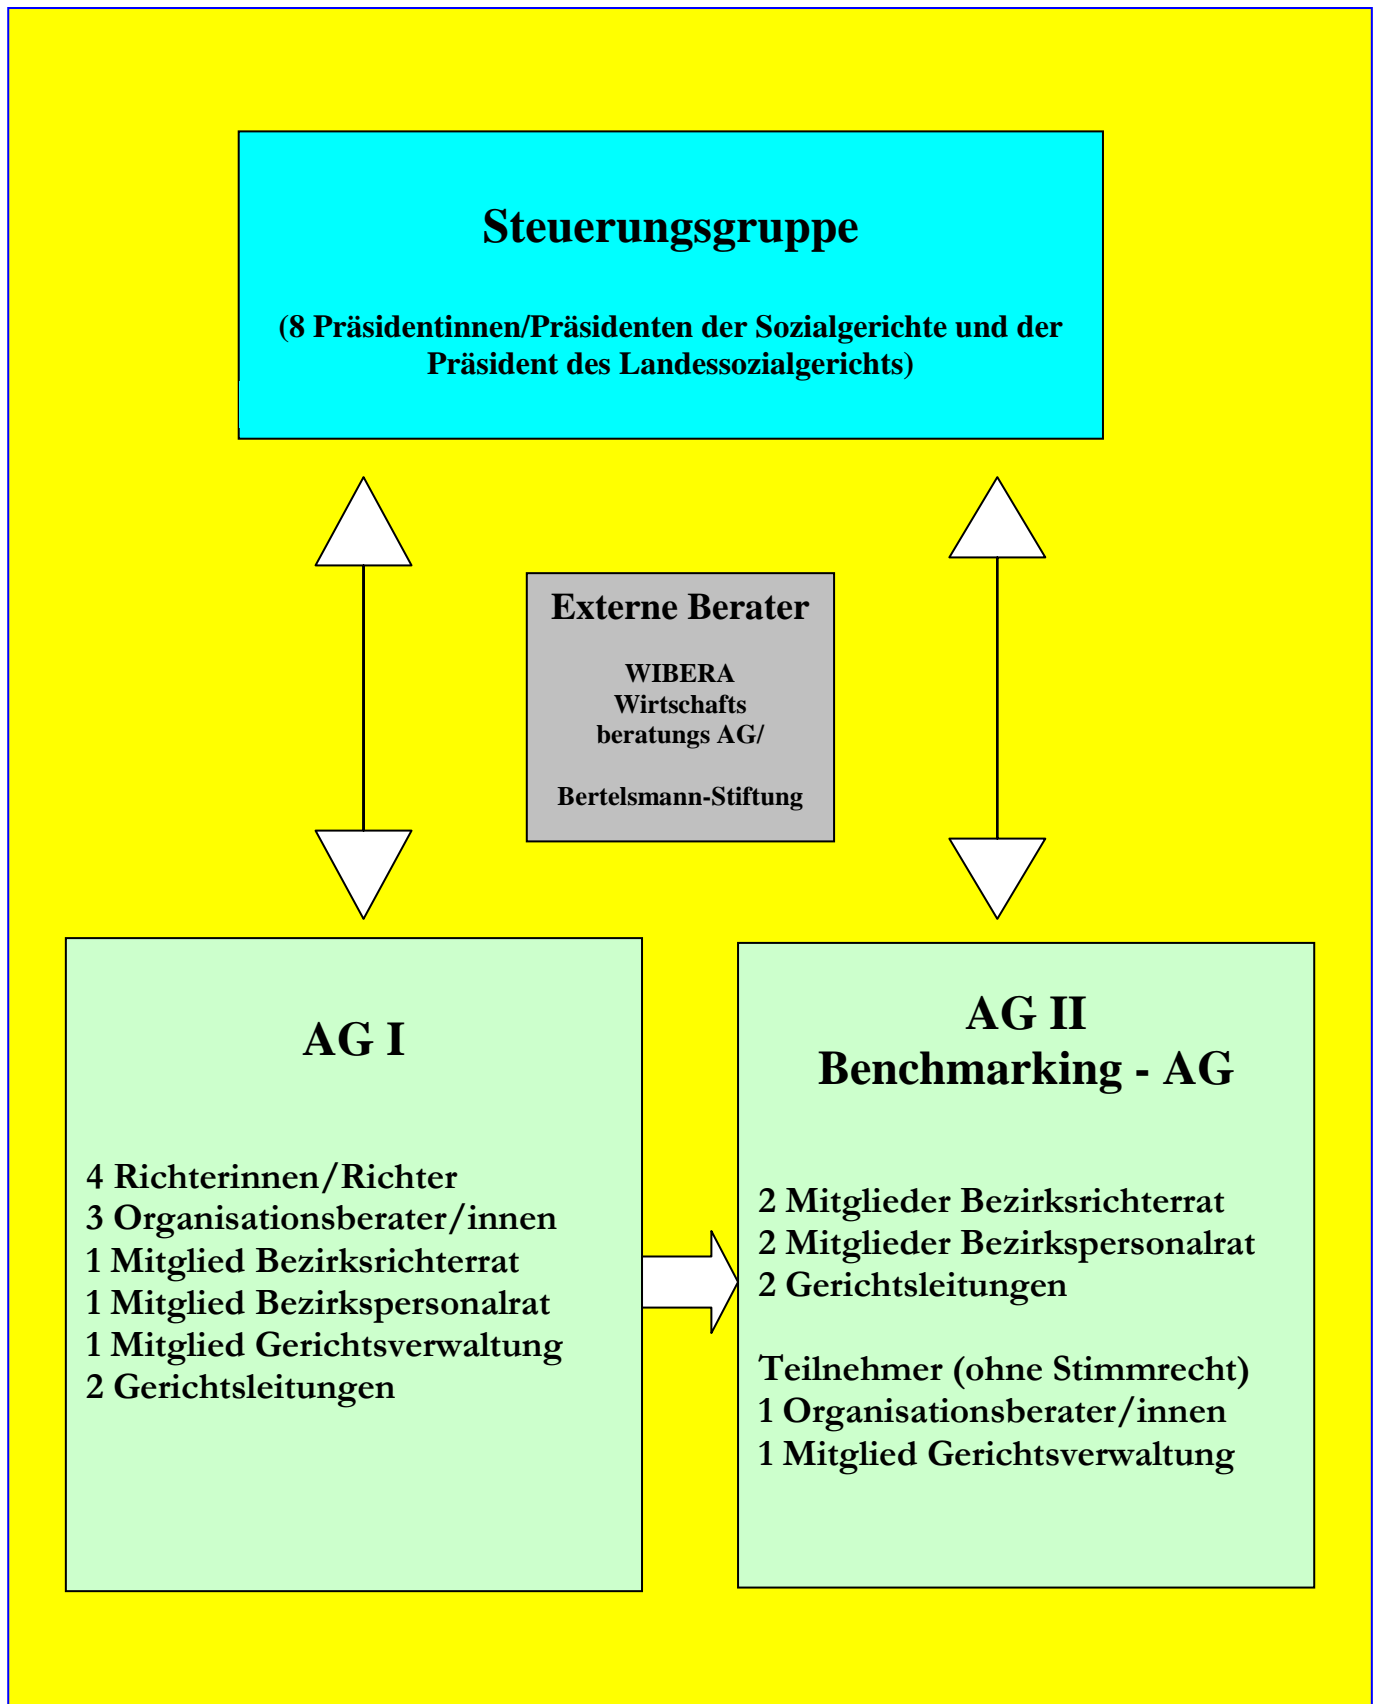 Steuerungsgruppe
(8 Präsidentinnen/Präsidenten der Sozialgerichte und der
Präsident des Landessozialgerichts)
Externe Berater
WIBERA
Wirtschafts
beratungs AG/
Bertelsmann-Stiftung
AG I
4 Richterinnen/Richter
3 Organisationsberater/innen
1 Mitglied Bezirksrichterrat
1 Mitglied Bezirkspersonalrat
1 Mitglied Gerichtsverwaltung
2 Gerichtsleitungen
AG II
Benchmarking - AG
2 Mitglieder Bezirksrichterrat
2 Mitglieder Bezirkspersonalrat
2 Gerichtsleitungen
Teilnehmer (ohne Stimmrecht)
1 Organisationsberater/innen
1 Mitglied Gerichtsverwaltung